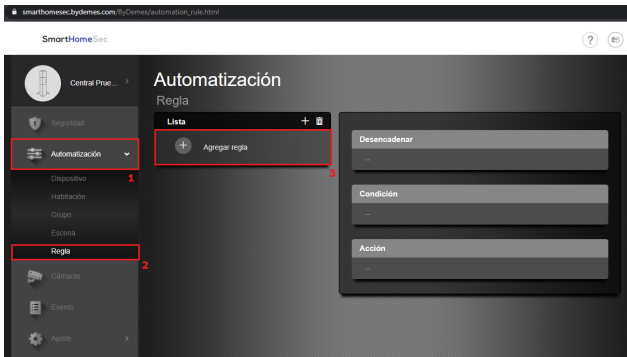 smarthomesec.bydemes.com/ByDemes/automation_rule.html
SmartHomeSec
?
Central Prue... >
Seguridad
Automatización
1
Dispositivo
Habitación
Grupo
Escena
Regla
2
Cámaras
Evento
Ajuste >
Automatización
Regla
Lista +
+ Agregar regla
3
Desencadenar
--
Condición
--
Acción
--